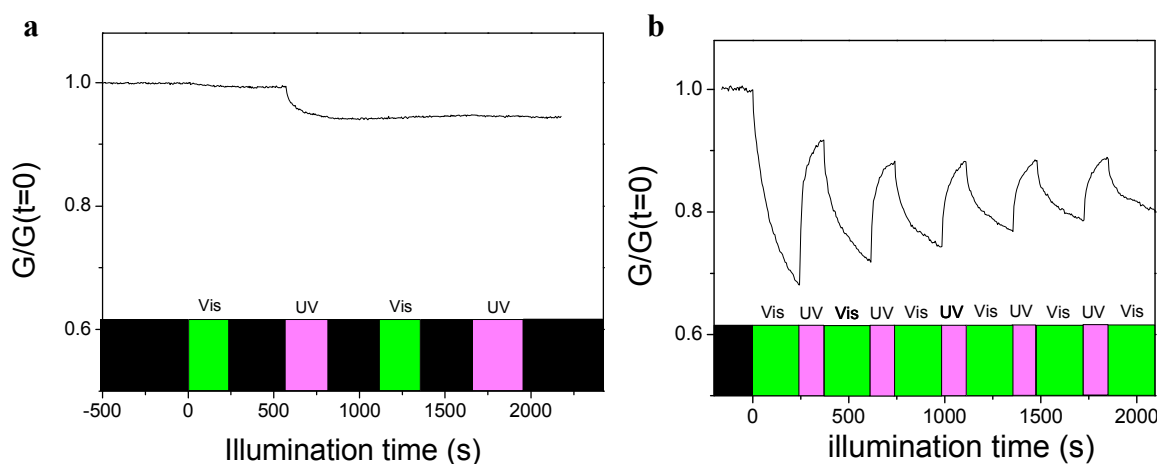 a
1.0
0.8
0.6
G/G(t=0)
Vis UV Vis UV
-500 0 500 1000 1500 2000
Illumination time (s)
b
1.0
0.8
0.6
G/G(t=0)
Vis UV Vis UV Vis UV Vis UV Vis UV Vis
0 500 1000 1500 2000
illumination time (s)